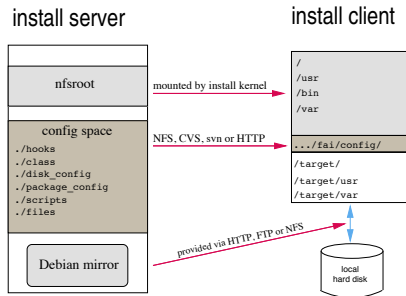 install server
install client
nfsroot
mounted by install kernel
/
/usr
/bin
/var
config space
./hooks
./class
./disk_config
./package_config
./scripts
./files
NFS, CVS, svn or HTTP
.../fai/config/
/target/
/target/usr
/target/var
provided via HTTP, FTP or NFS
Debian mirror
local
hard disk